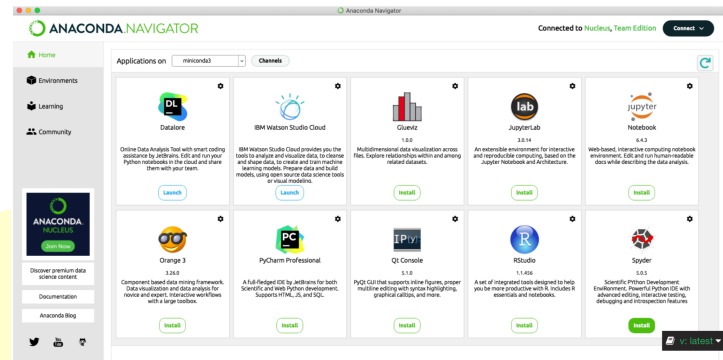 Anaconda Navigator
ANACONDA.NAVIGATOR
Connected to Nucleus, Team Edition
Connect
Home
Environments
Learning
Community
Applications on
miniconda3
Channels
DL
Datalore
Online Data Analysis Tool with smart coding
assistance by JetBrains. Edit and run your
Python notebooks in the cloud and share
them with your team.
Launch
IBM Watson Studio Cloud
IBM Watson Studio Cloud provides you the
tools to analyze and visualize data, to cleanse
and shape data, to create and train machine
learning models. Prepare data and build
models, using open source data science tools
or visual modeling.
Launch
Glueviz
1.0.0
Multidimensional data visualization across
files. Explore relationships within and among
related datasets.
Install
lab
JupyterLab
3.0.14
An extensible environment for interactive
and reproducible computing, based on the
Jupyter Notebook and Architecture.
Install
jupyter
Notebook
6.4.3
Web-based, interactive computing notebook
environment. Edit and run human-readable
docs while describing the data analysis.
Install
Orange 3
3.26.0
Component based data mining framework.
Data visualization and data analysis for
novice and expert. Interactive workflows
with a large toolbox.
Install
PC
PyCharm Professional
A full-fledged IDE by JetBrains for both
Scientific and Web Python development.
Supports HTML, JS, and SQL.
Install
IP[y]:
Qt Console
5.1.0
PyQt GUI that supports inline figures, proper
multiline editing with syntax highlighting,
graphical calltips, and more.
Install
R
RStudio
1.1.456
A set of integrated tools designed to help
you be more productive with R. Includes R
essentials and notebooks.
Install
Spyder
5.0.5
Scientific PYthon Development
EnviRonment. Powerful Python IDE with
advanced editing, interactive testing,
debugging and introspection features
Install
ANACONDA.
NUCLEUS
Join Now
Discover premium data
science content
Documentation
Anaconda Blog
You
Tube
v: latest